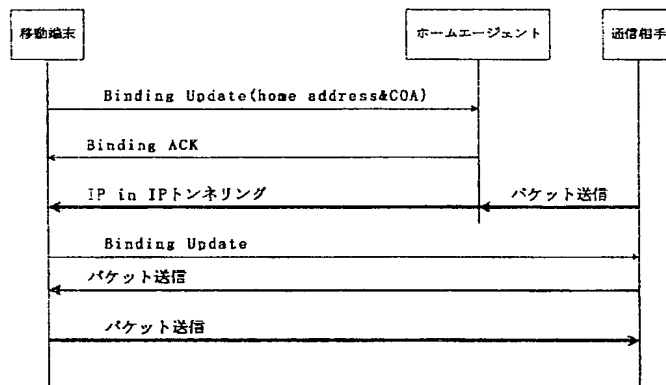 移動端末
ホームエージェント
通信相手
Binding Update(home address&COA)
Binding ACK
IP in IPトンネリング
パケット送信
Binding Update
パケット送信
パケット送信